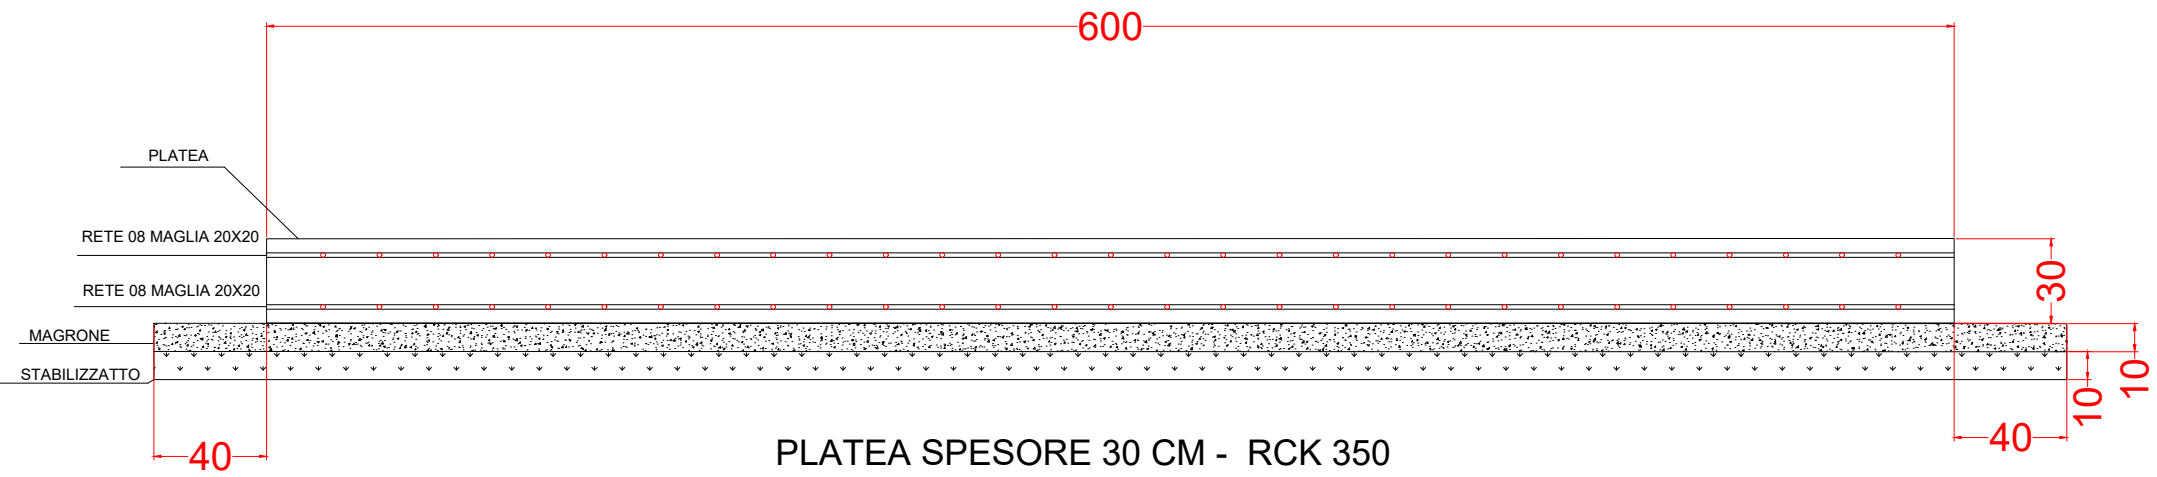 600
PLATEA
RETE 08 MAGLIA 20X20
RETE 08 MAGLIA 20X20
30
MAGRONE
10
STABILIZZATTO
10
40
40
PLATEA SPESORE 30 CM - RCK 350